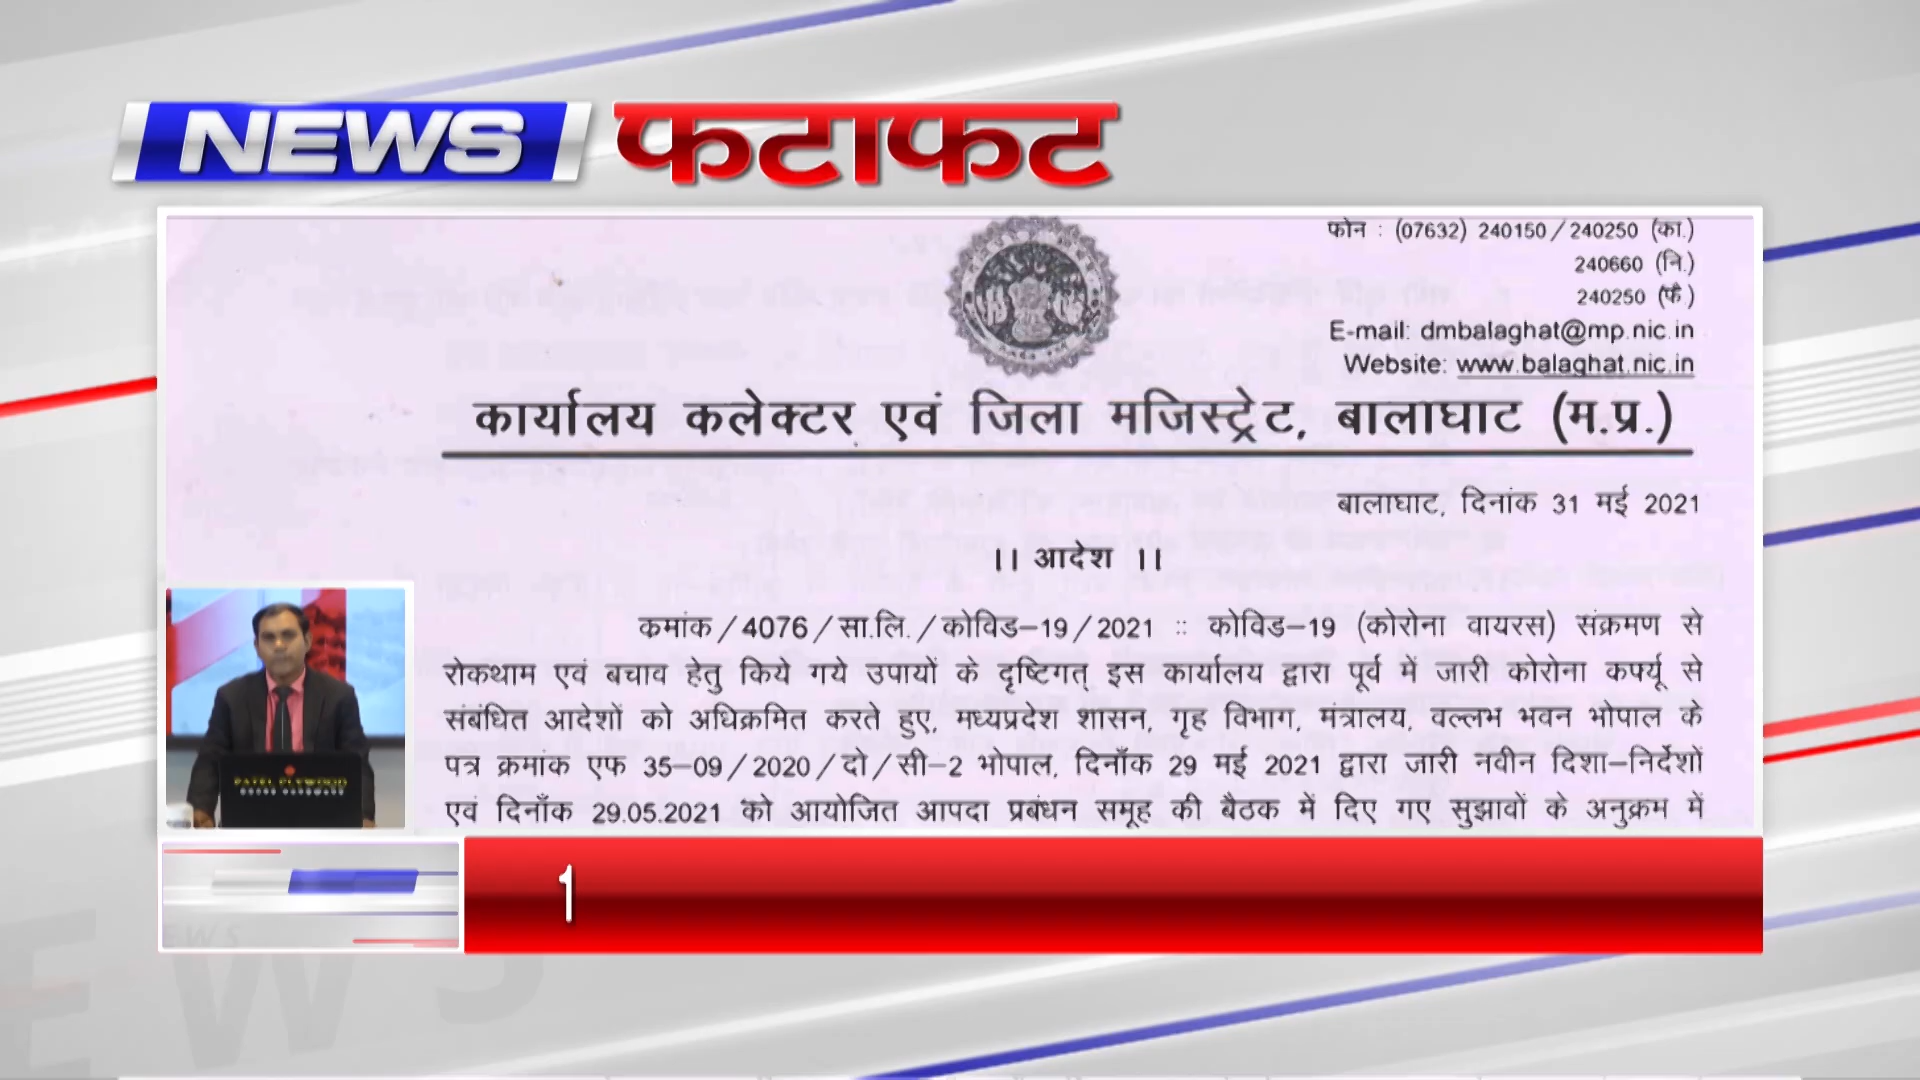 NEWS फटाफट
फोन : (07632) 240150/240250 (का.)
240660 (नि.)
240250 (फै)
E-mail: dmbalaghat@mp.nic.in
Website: www.balaghat.nic.in
कार्यालय कलेक्टर एवं जिला मजिस्ट्रेट, बालाघाट (म.प्र.)
बालाघाट, दिनांक 31 मई 2021
।। आदेश ।।
कमांक/4076/सा.लि./कोविड–19/2021 :: कोविड–19 (कोरोना वायरस) संक्रमण से
रोकथाम एवं बचाव हेतु किये गये उपायों के दृष्टिगत् इस कार्यालय द्वारा पूर्व में जारी कोरोना कर्फ्यू से
संबंधित आदेशों को अधिक्रमित करते हुए, मध्यप्रदेश शासन, गृह विभाग, मंत्रालय, वल्लभ भवन भोपाल के
पत्र क्रमांक एफ 35–09/2020/दो/सी–2 भोपाल, दिनाँक 29 मई 2021 द्वारा जारी नवीन दिशा–निर्देशों
एवं दिनाँक 29.05.2021 को आयोजित आपदा प्रबंधन समूह की बैठक में दिए गए सुझावों के अनुक्रम में
PATEL PLYWOOD
1
EWS